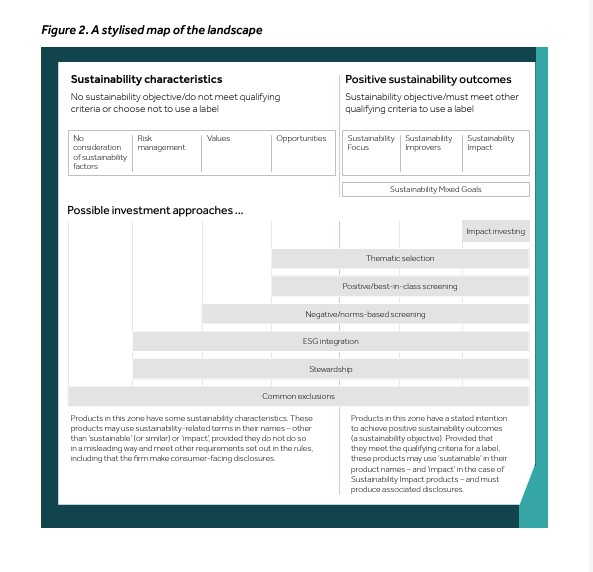 Figure 2. A stylised map of the landscape
Sustainability characteristics
No sustainability objective/do not meet qualifying
criteria or choose not to use a label
Positive sustainability outcomes
Sustainability objective/must meet other
qualifying criteria to use a label
No
consideration
of sustainability
factors
Risk
management
Values
Opportunities
Sustainability
Focus
Sustainability
Improvers
Sustainability
Impact
Sustainability Mixed Goals
Possible investment approaches ...
Impact investing
Thematic selection
Positive/best-in-class screening
Negative/norms-based screening
ESG integration
Stewardship
Common exclusions
Products in this zone have some sustainability characteristics. These
products may use sustainability-related terms in their names – other
than 'sustainable' (or similar) or 'impact', provided they do not do so
in a misleading way and meet other requirements set out in the rules,
including that the firm make consumer-facing disclosures.
Products in this zone have a stated intention
to achieve positive sustainability outcomes
(a sustainability objective). Provided that
they meet the qualifying criteria for a label,
these products may use 'sustainable' in their
product names – and 'impact' in the case of
Sustainability Impact products – and must
produce associated disclosures.